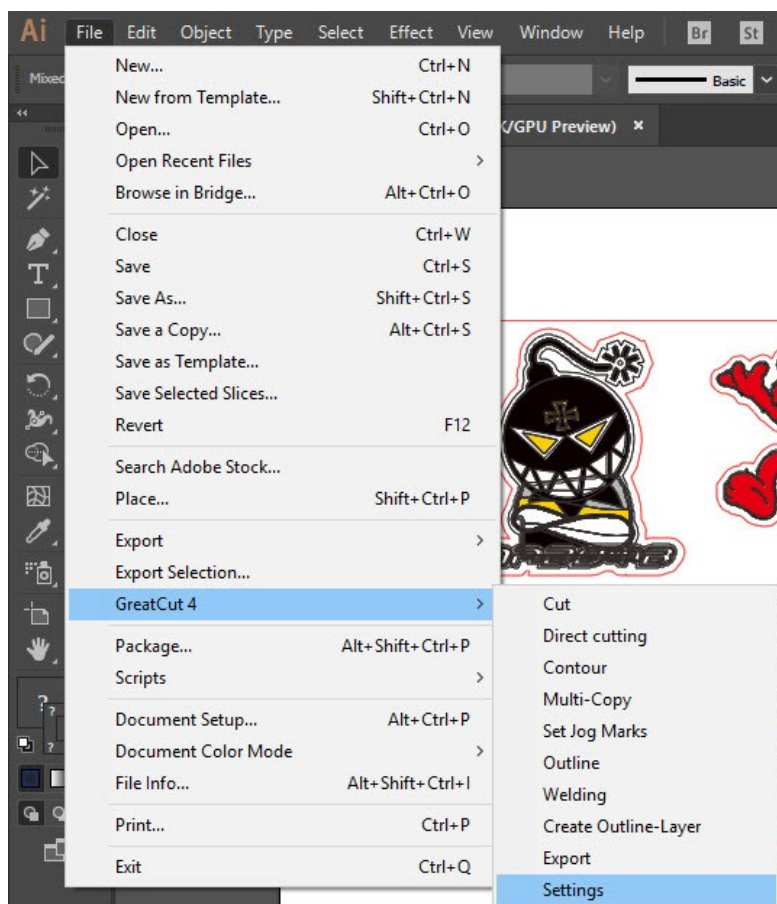 Ai File Edit Object Type Select Effect View Window Help Br St
Mixed Basic
K/GPU Preview) ×
New... Ctrl+N
New from Template... Shift+Ctrl+N
Open... Ctrl+O
Open Recent Files
Browse in Bridge... Alt+Ctrl+O
Close Ctrl+W
Save Ctrl+S
Save As... Shift+Ctrl+S
Save a Copy... Alt+Ctrl+S
Save as Template...
Save Selected Slices...
Revert F12
Search Adobe Stock...
Place... Shift+Ctrl+P
Export
Export Selection...
GreatCut 4
Package... Alt+Shift+Ctrl+P
Scripts
Document Setup... Alt+Ctrl+P
Document Color Mode
File Info... Alt+Shift+Ctrl+I
Print... Ctrl+P
Exit Ctrl+Q
Cut
Direct cutting
Contour
Multi-Copy
Set Jog Marks
Outline
Welding
Create Outline-Layer
Export
Settings